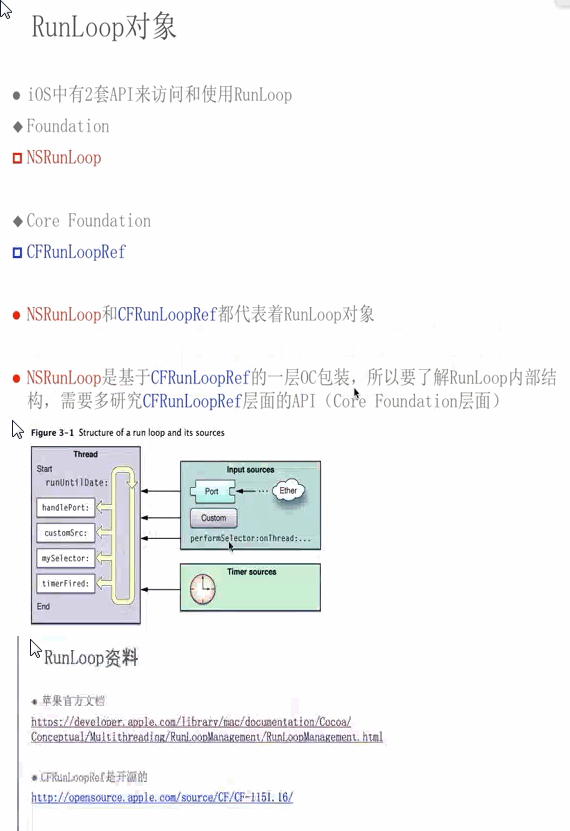 RunLoop对象
iOS中有2套API来访问和使用RunLoop
Foundation
NSRunLoop
Core Foundation
CFRunLoopRef
NSRunLoop和CFRunLoopRef都代表着RunLoop对象
NSRunLoop是基于CFRunLoopRef的一层OC包装，所以要了解RunLoop内部结
构，需要多研究CFRunLoopRef层面的API（Core Foundation层面）
Figure 3-1 Structure of a run loop and its sources
Thread
Start
runUntilDate:
handlePort:
customSrc:
mySelector:
timerFired:
End
Input sources
Port
...
Ether
Custom
performSelector:onThread:...
Timer sources
RunLoop资料
苹果官方文档
https://developer.apple.com/library/mac/documentation/Cocoa/
Conceptual/Multithreading/RunLoopManagement/RunLoopManagement.html
CFRunLoopRef是开源的
http://opensource.apple.com/source/CF/CF-1151.16/